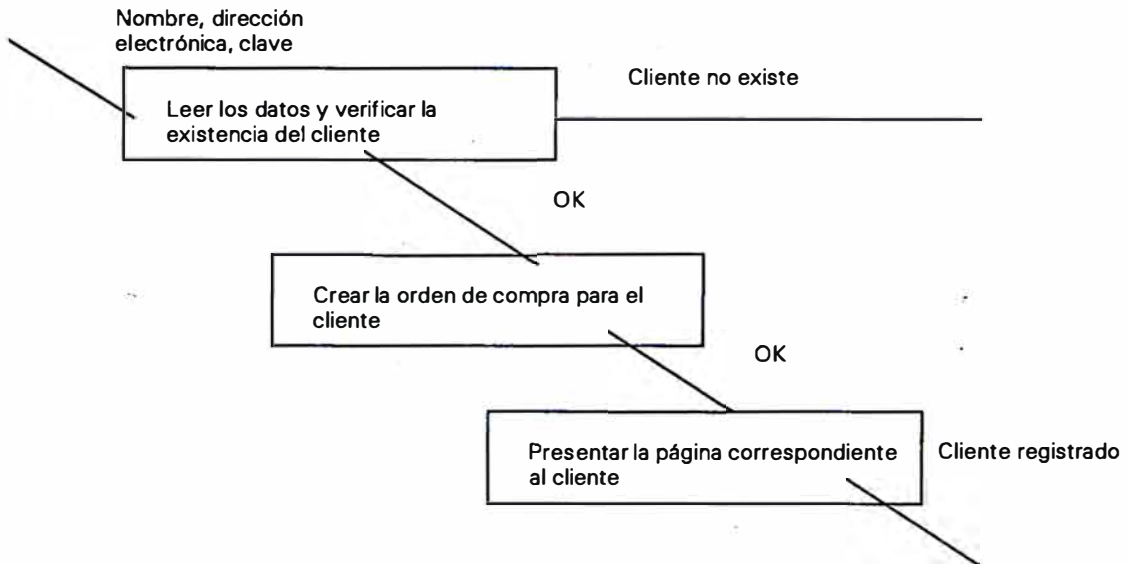 Nombre, dirección
electrónica, clave
Cliente no existe
Leer los datos y verificar la
existencia del cliente
OK
Crear la orden de compra para el
cliente
OK
Presentar la página correspondiente
al cliente
Cliente registrado